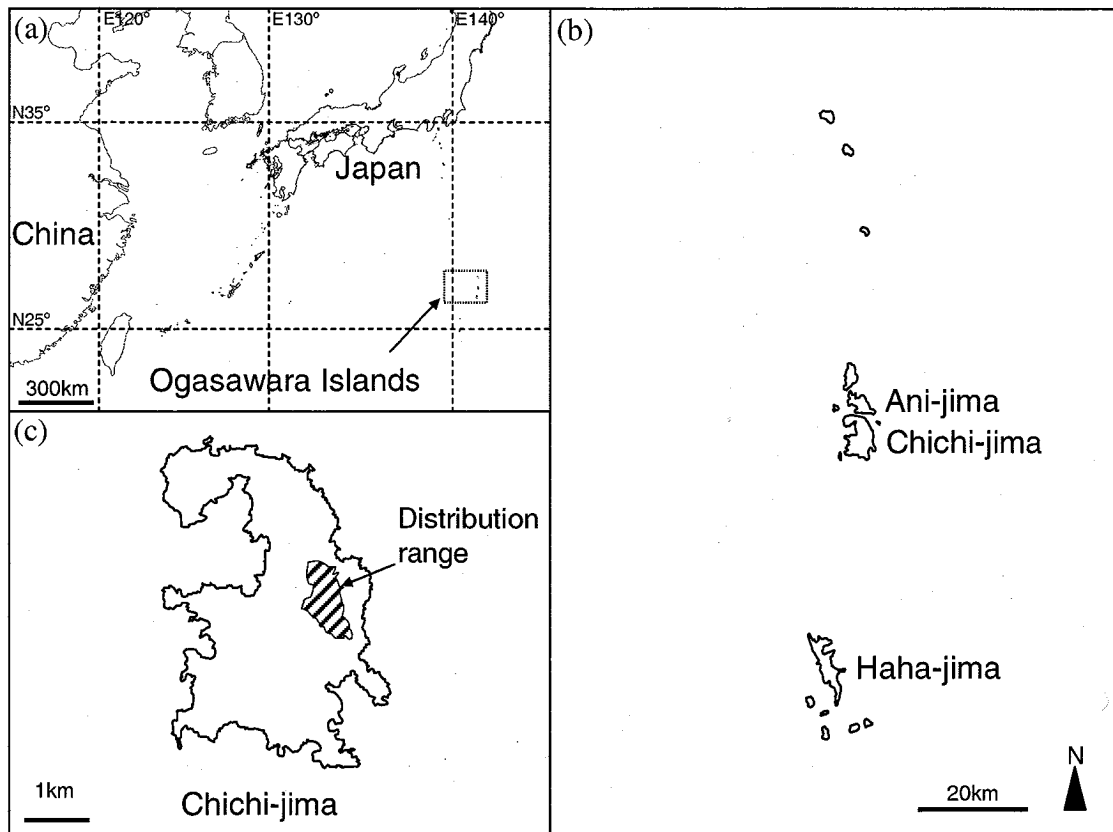 (a)
E120°
E130°
E140°
N35°
Japan
China
N25°
Ogasawara Islands
300km
(b)
Ani-jima
Chichi-jima
Haha-jima
N
20km
(c)
Distribution
range
1km
Chichi-jima